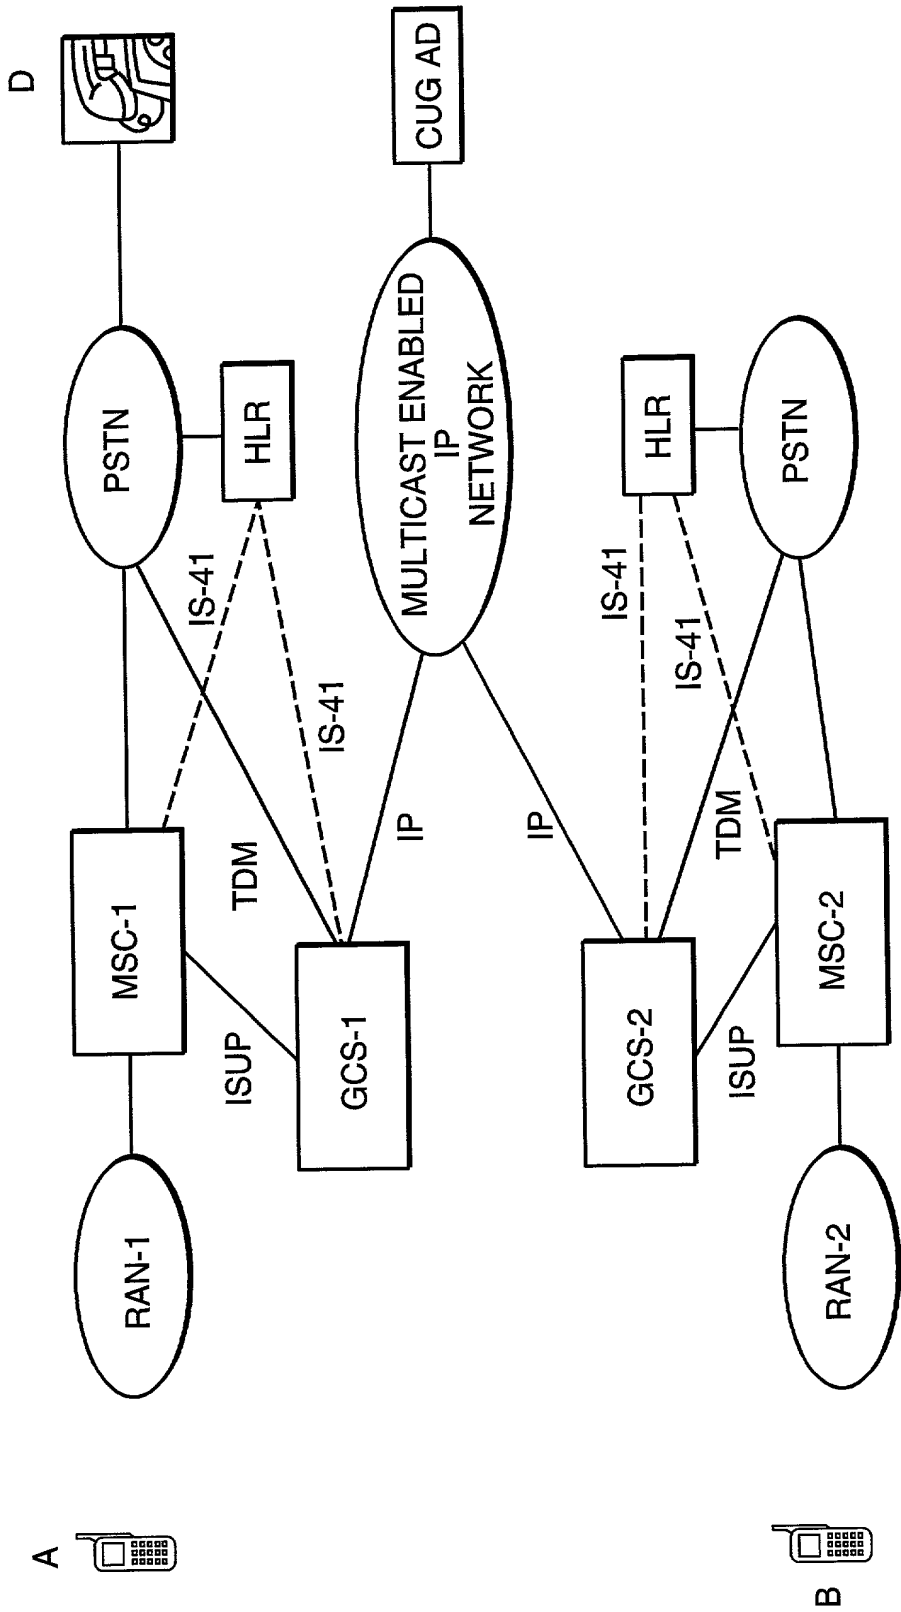 A
RAN-1
MSC-1
PSTN
D
ISUP
TDM
IS-41
HLR
GCS-1
IS-41
IP
MULTICAST ENABLED
IP
NETWORK
CUG AD
IP
GCS-2
IS-41
HLR
IS-41
ISUP
TDM
B
RAN-2
MSC-2
PSTN